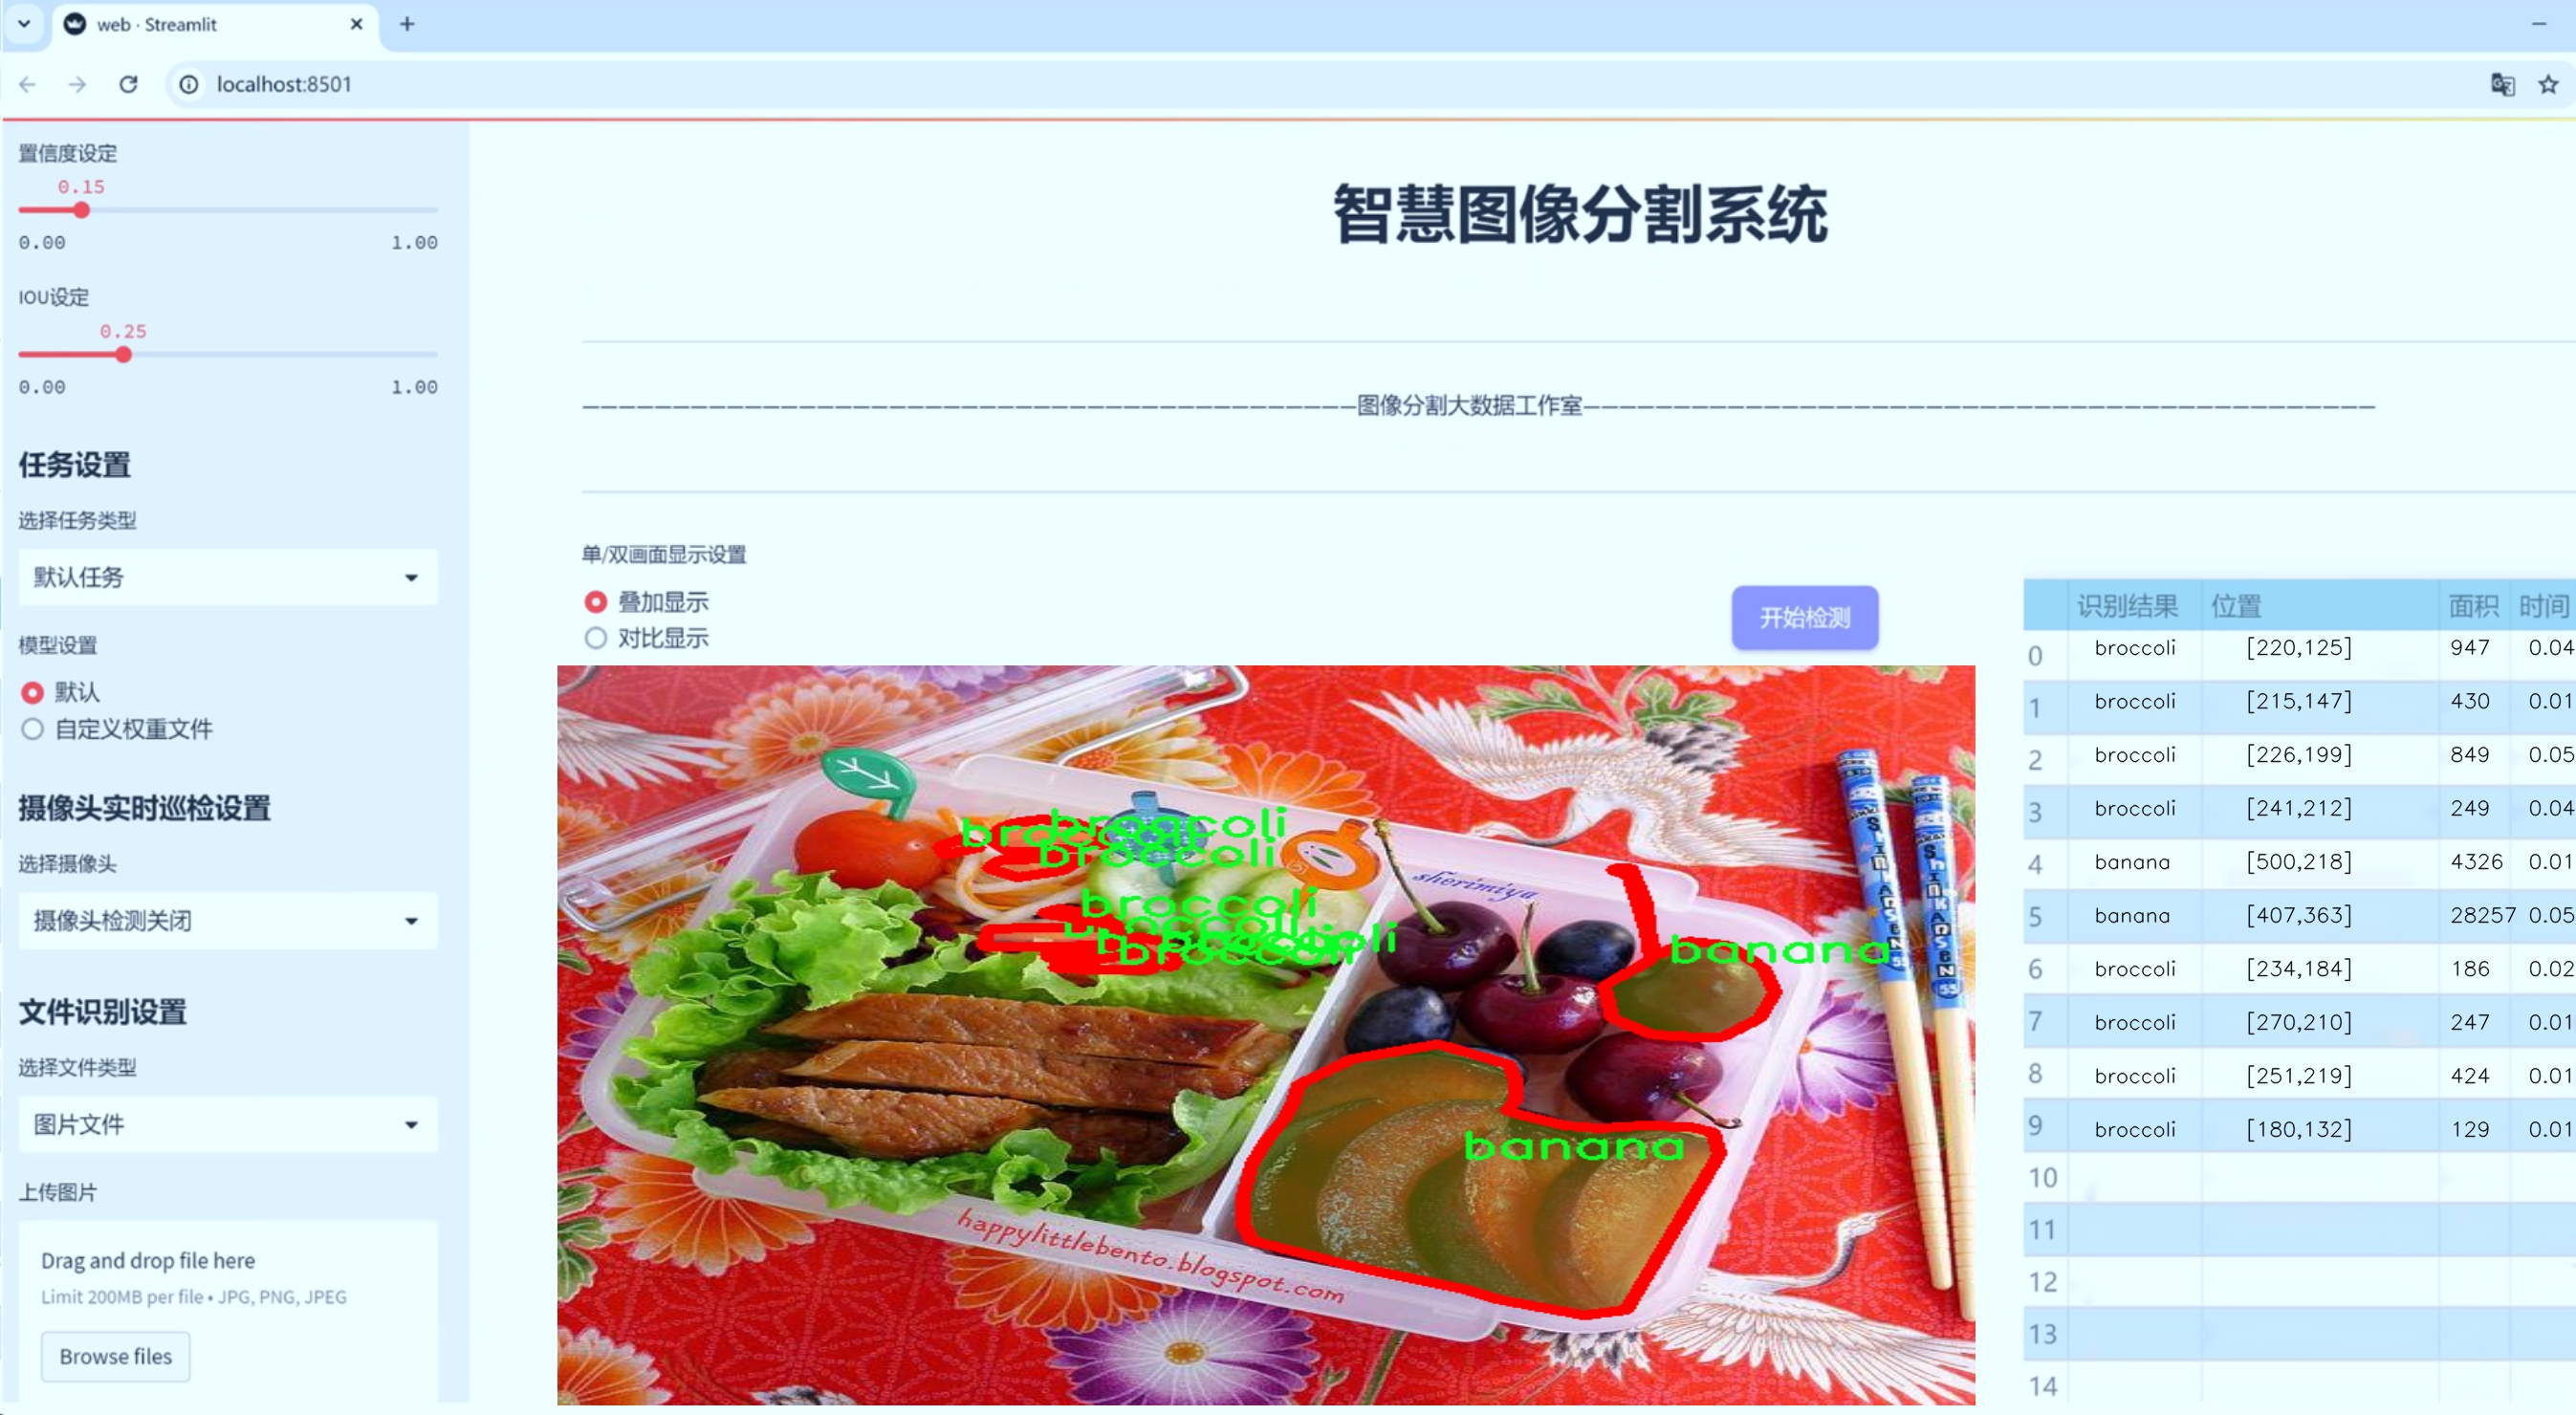 web · Streamlit
localhost:8501
置信度设定
0.15
0.00 1.00
IOU设定
0.25
0.00 1.00
任务设置
选择任务类型
默认任务
模型设置
默认
自定义权重文件
摄像头实时巡检设置
选择摄像头
摄像头检测关闭
文件识别设置
选择文件类型
图片文件
上传图片
Drag and drop file here
Limit 200MB per file • JPG, PNG, JPEG
Browse files
智慧图像分割系统
———————————————————————————————————————————图像分割大数据工作室————————————————————————————————————————————
单/双画面显示设置
叠加显示
对比显示
开始检测
broccoli
broccoli
broccoli
broccoli
sherimiya
banana
banana
happylittlebento.blogspot.com
识别结果 位置 面积 时间
0 broccoli [220,125] 947 0.04
1 broccoli [215,147] 430 0.01
2 broccoli [226,199] 849 0.05
3 broccoli [241,212] 249 0.04
4 banana [500,218] 4326 0.01
5 banana [407,363] 28257 0.05
6 broccoli [234,184] 186 0.02
7 broccoli [270,210] 247 0.01
8 broccoli [251,219] 424 0.01
9 broccoli [180,132] 129 0.01
10
11
12
13
14